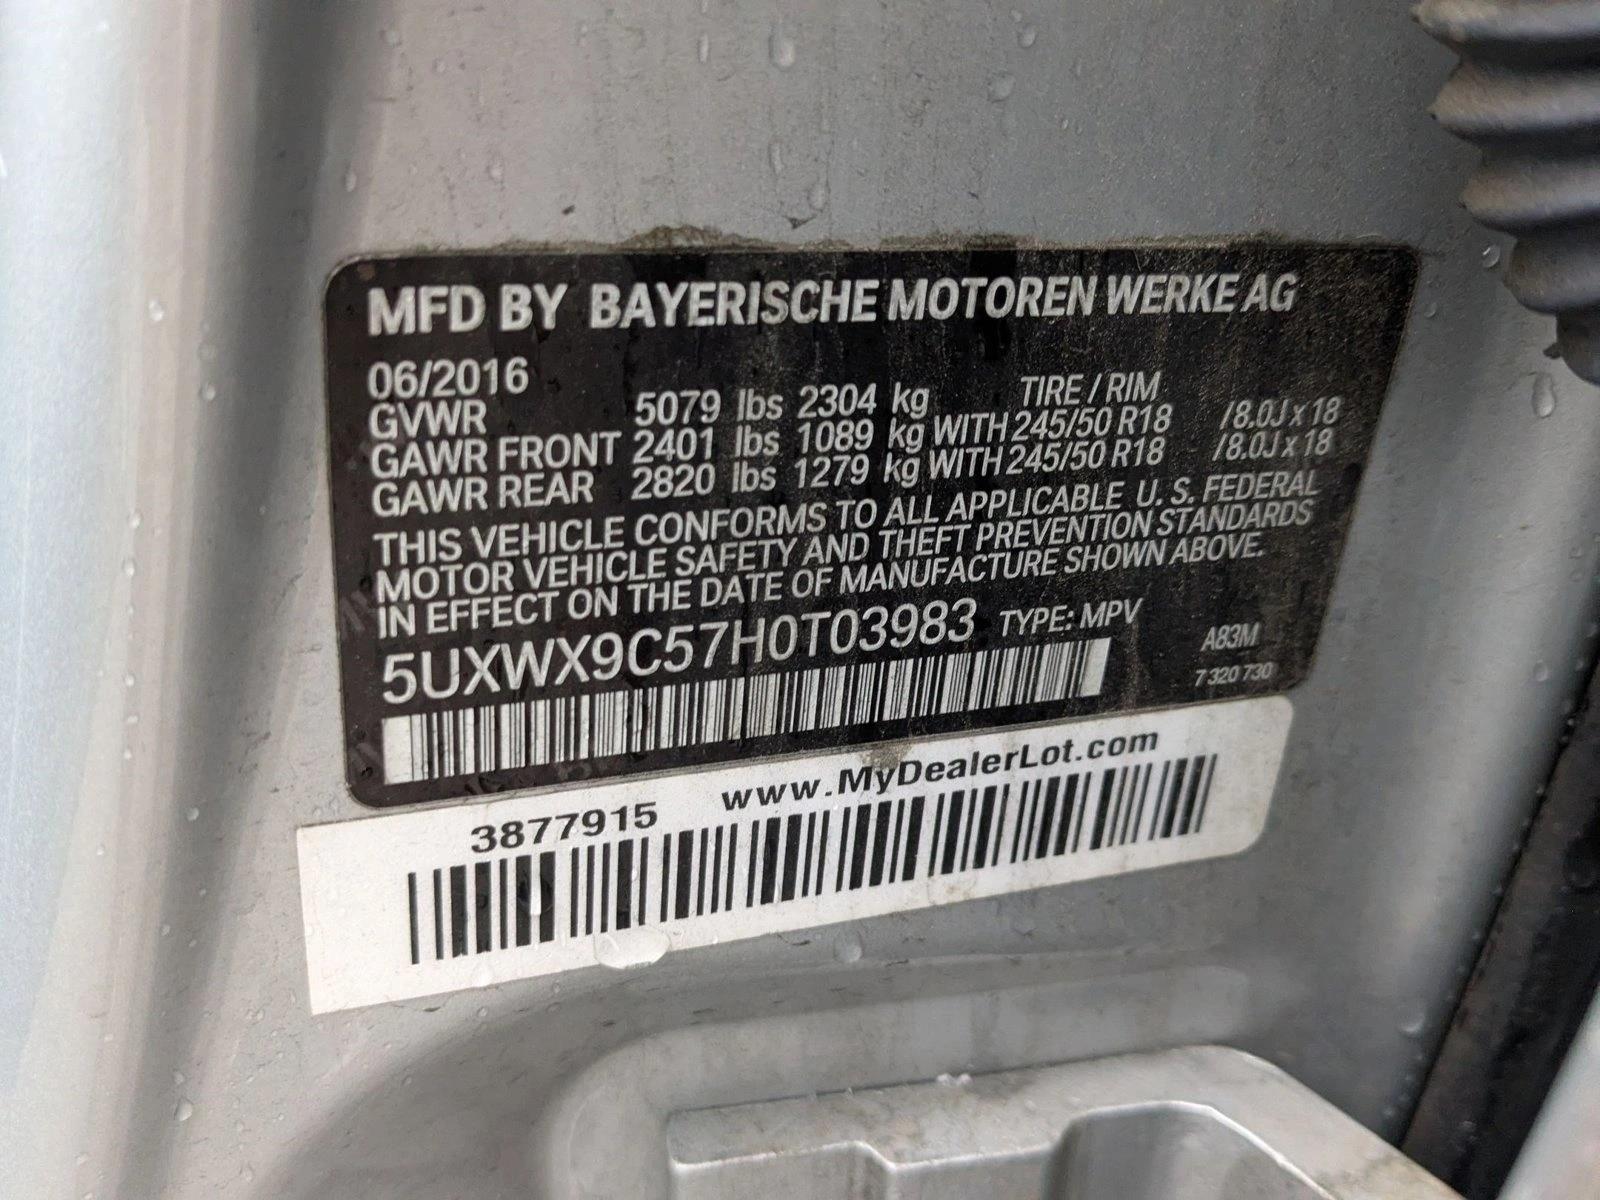 MFD BY BAYERISCHE MOTOREN WERKE AG
06/2016 TIRE / RIM
GVWR 5079 lbs 2304 kg
GAWR FRONT 2401 lbs 1089 kg WITH 245/50 R18 /8.0J x 18
GAWR REAR 2820 lbs 1279 kg WITH 245/50 R18 /8.0J x 18
THIS VEHICLE CONFORMS TO ALL APPLICABLE U. S. FEDERAL
MOTOR VEHICLE SAFETY AND THEFT PREVENTION STANDARDS
IN EFFECT ON THE DATE OF MANUFACTURE SHOWN ABOVE.
5UXWX9C57H0T03983 TYPE: MPV
A83M
7 320 730
3877915 www.MyDealerLot.com